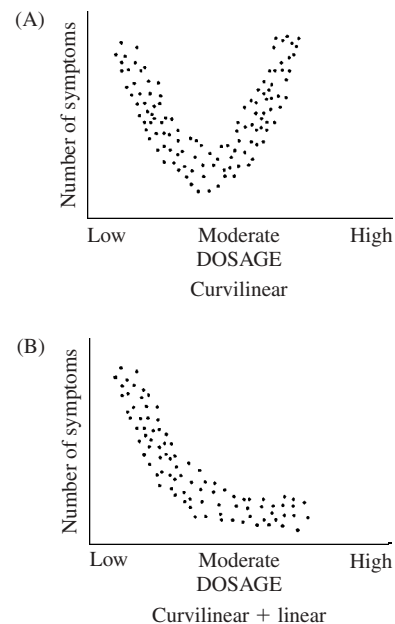 (A)
Number of symptoms
Low Moderate High
DOSAGE
Curvilinear
(B)
Number of symptoms
Low Moderate High
DOSAGE
Curvilinear + linear